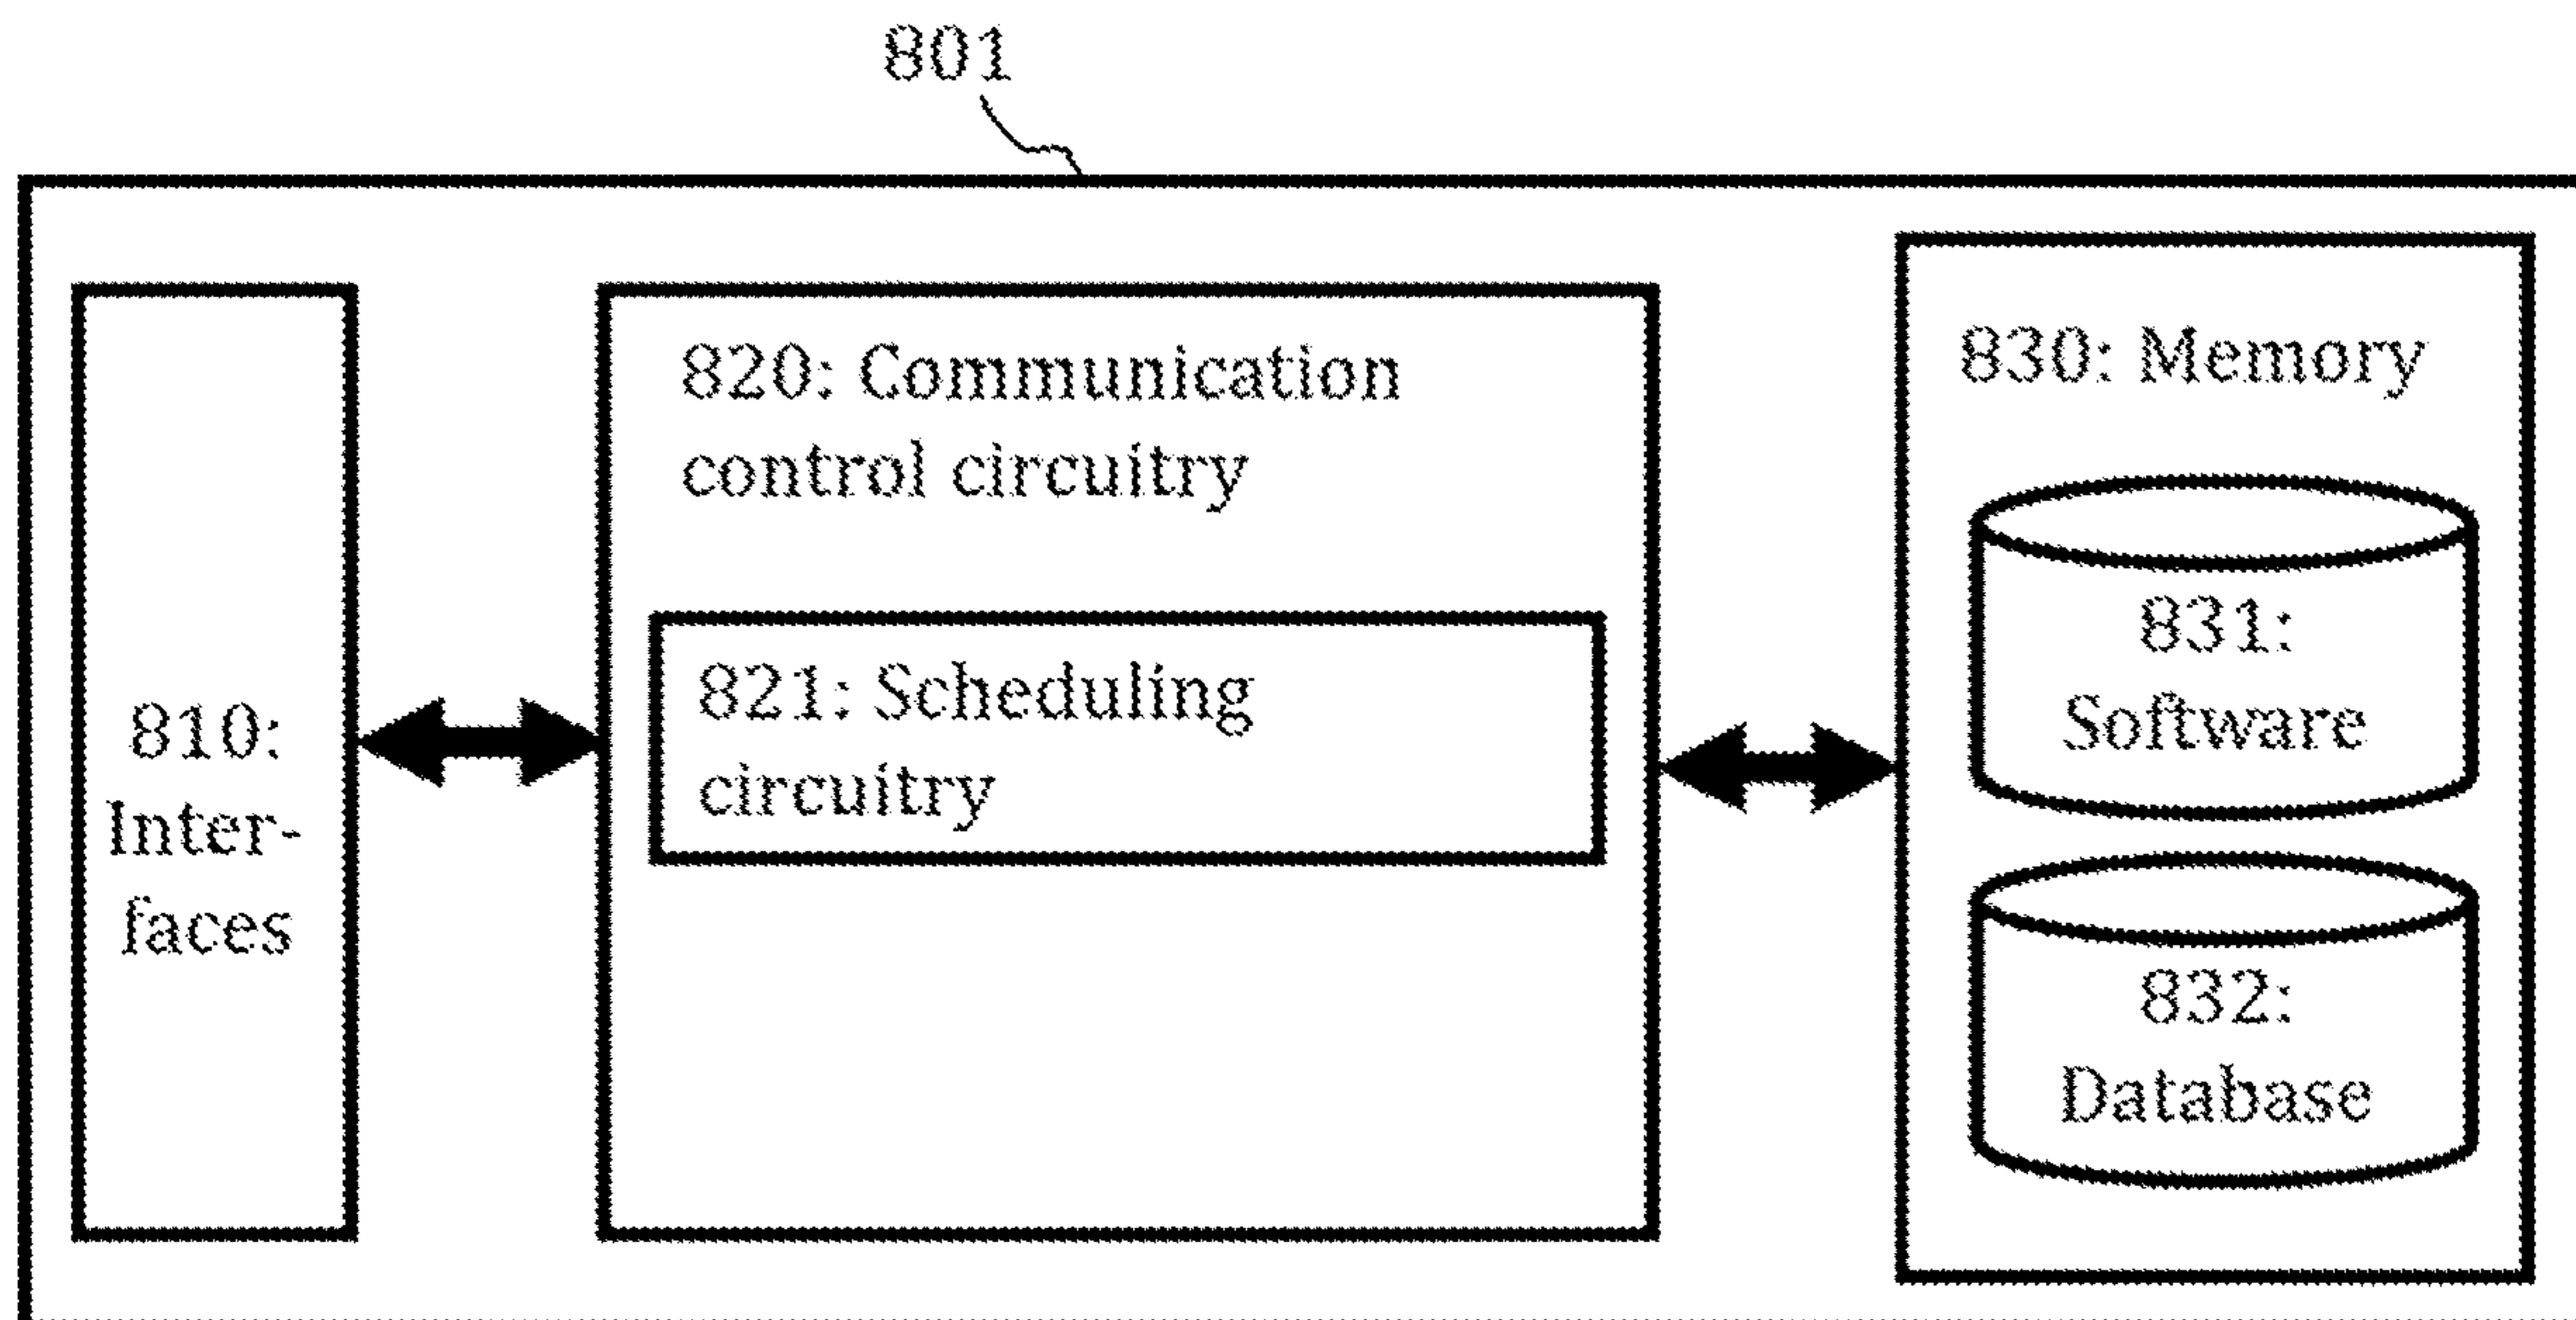 801
810:
Inter-
faces
820: Communication
control circuitry
821: Scheduling
circuitry
830: Memory
831:
Software
832:
Database